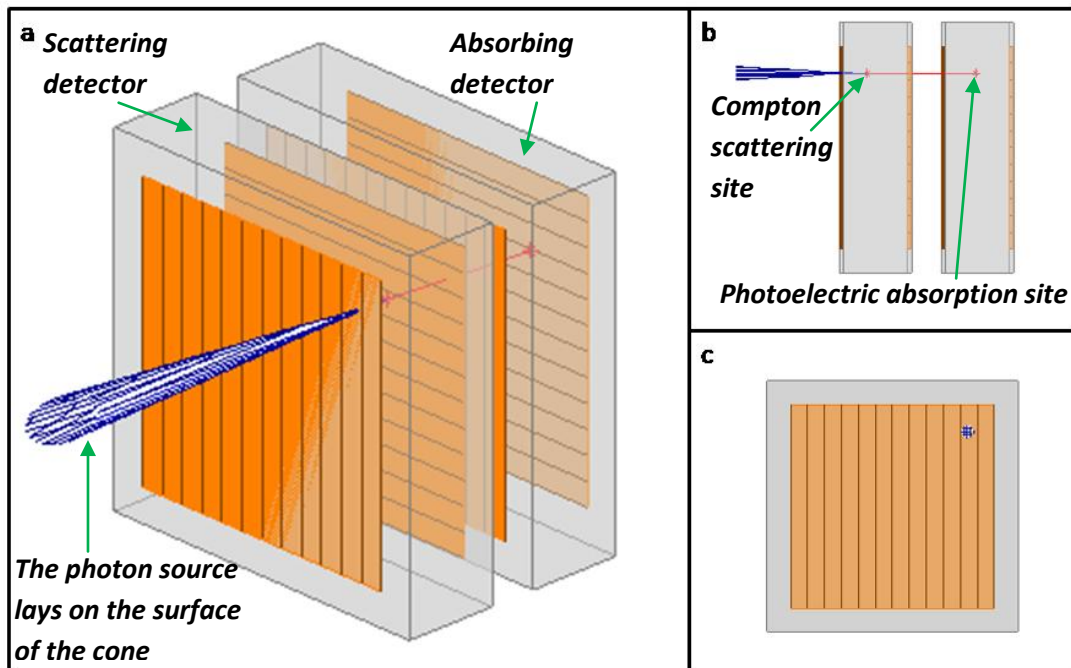 a
Scattering
detector
Absorbing
detector
The photon source
lays on the surface
of the cone
b
Compton
scattering
site
Photoelectric absorption site
c